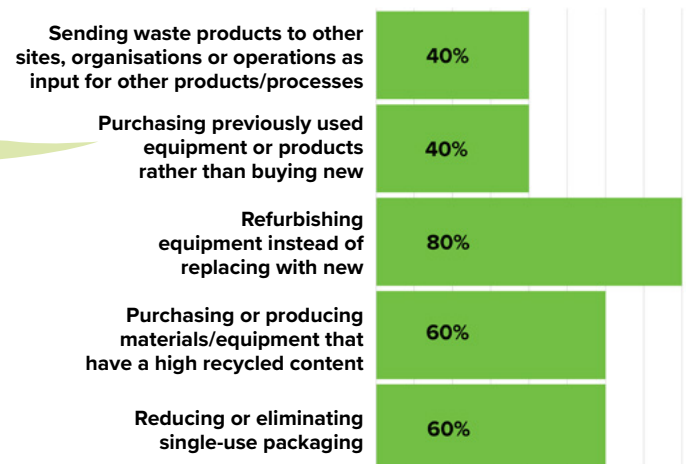 Sending waste products to other
sites, organisations or operations as
input for other products/processes
40%
Purchasing previously used
equipment or products
rather than buying new
40%
Refurbishing
equipment instead of
replacing with new
80%
Purchasing or producing
materials/equipment that
have a high recycled content
60%
Reducing or eliminating
single-use packaging
60%